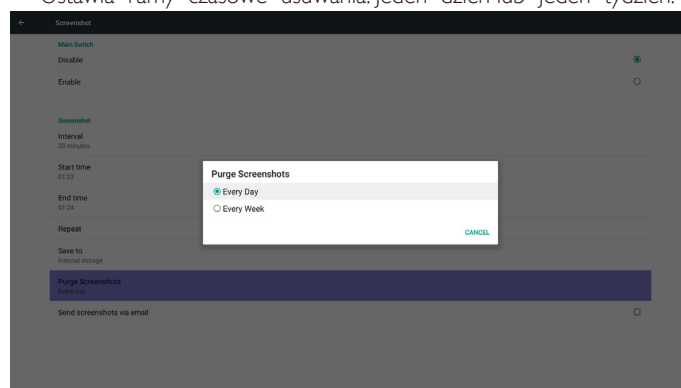 Ustawia ramy czasowe usuwania: jeden dzień lub jeden tydzień.
Screenshot
Main Switch
Disable
Enable
Screenshot
Interval
30 minutes
Start time
01:23
End time
01:24
Repeat
Save to
Internal storage
Purge Screenshots
Every Day
Send screenshots via email
Purge Screenshots
Every Day
Every Week
CANCEL